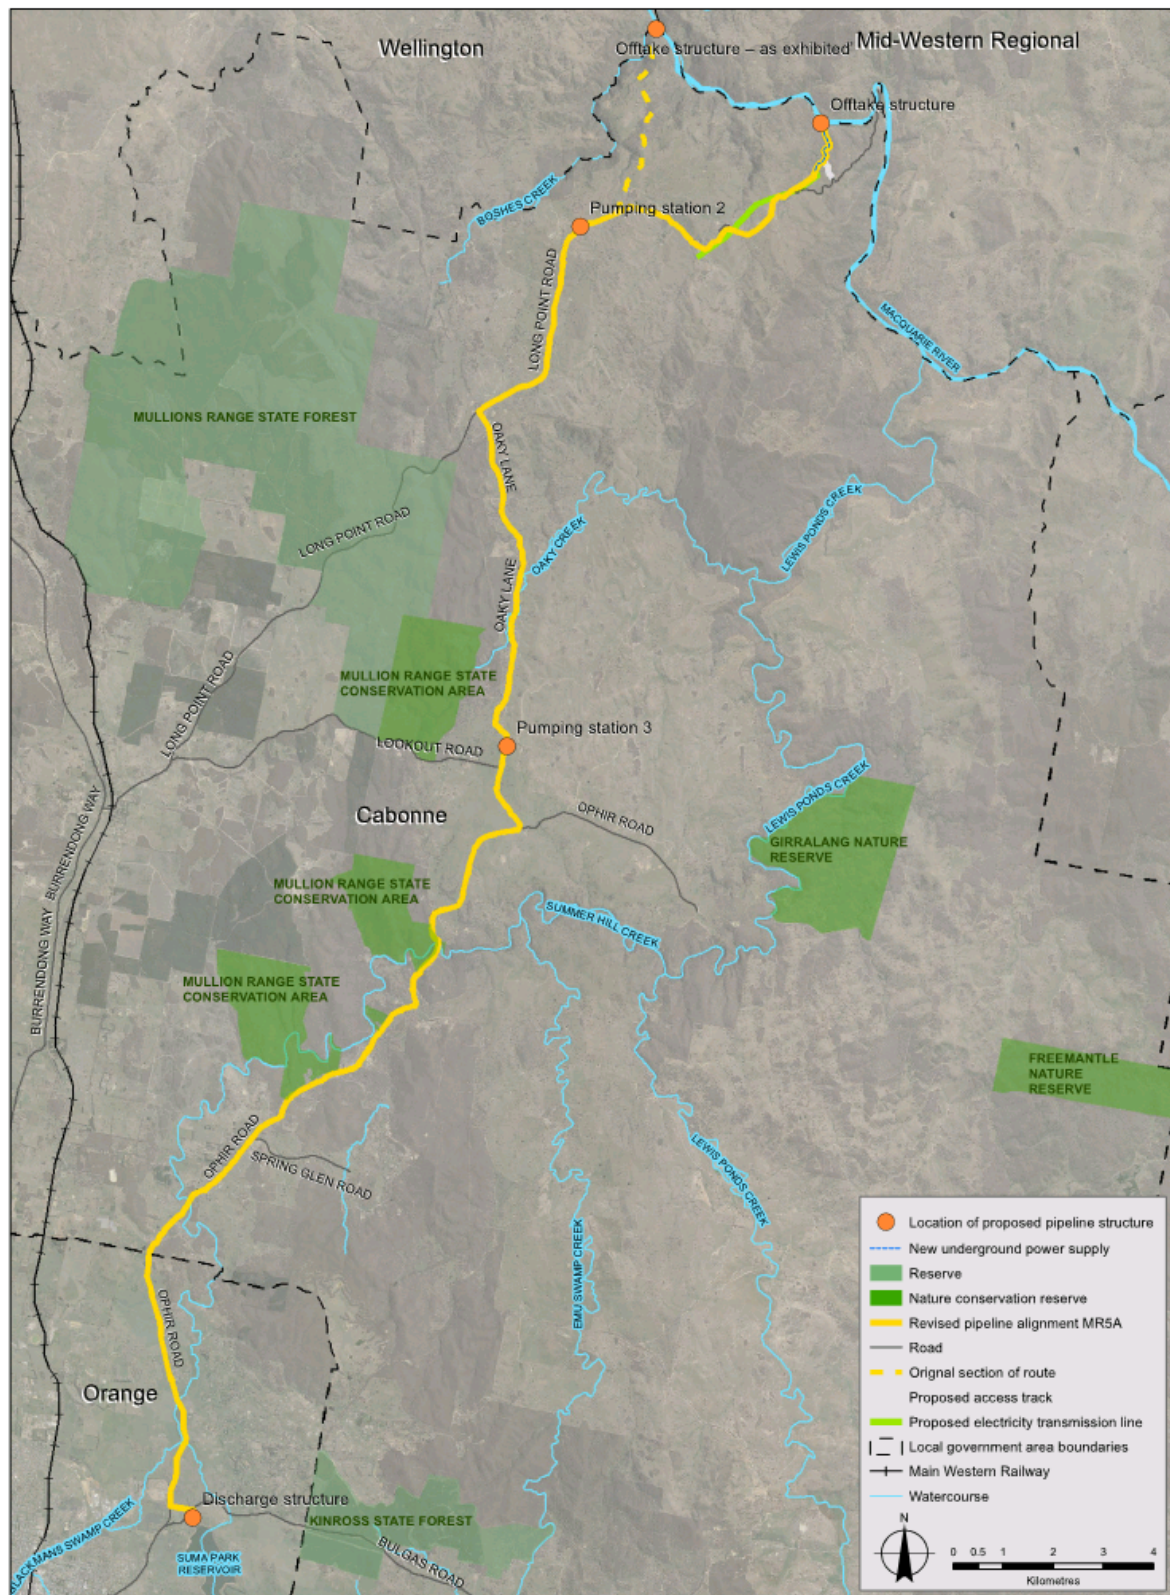 Wellington
Mid-Western Regional
Offtake structure – as exhibited
Offtake structure
BOSHES CREEK
Pumping station 2
LONG POINT ROAD
MACQUARIE RIVER
MULLIONS RANGE STATE FOREST
OAKY LANE
LONG POINT ROAD
LEWIS PONDS CREEK
OAKY CREEK
OAKY LANE
MULLION RANGE STATE
CONSERVATION AREA
LONG POINT ROAD
Pumping station 3
LOOKOUT ROAD
LEWIS PONDS CREEK
BURRENDONG WAY
Cabonne
OPHIR ROAD
GIRRALANG NATURE
RESERVE
MULLION RANGE STATE
CONSERVATION AREA
SUMMER HILL CREEK
BURRENDONG WAY
MULLION RANGE STATE
CONSERVATION AREA
FREEMANTLE
NATURE
RESERVE
OPHIR ROAD
SPRING GLEN ROAD
LEWIS PONDS CREEK
EMU SWAMP CREEK
OPHIR ROAD
Orange
Discharge structure
KINROSS STATE FOREST
BLACKMANS SWAMP CREEK
SUMA PARK
RESERVOIR
BULGAS ROAD
Location of proposed pipeline structure
New underground power supply
Reserve
Nature conservation reserve
Revised pipeline alignment MR5A
Road
Orignal section of route
Proposed access track
Proposed electricity transmission line
Local government area boundaries
Main Western Railway
Watercourse
N
0 0.5 1 2 3 4
Kilometres